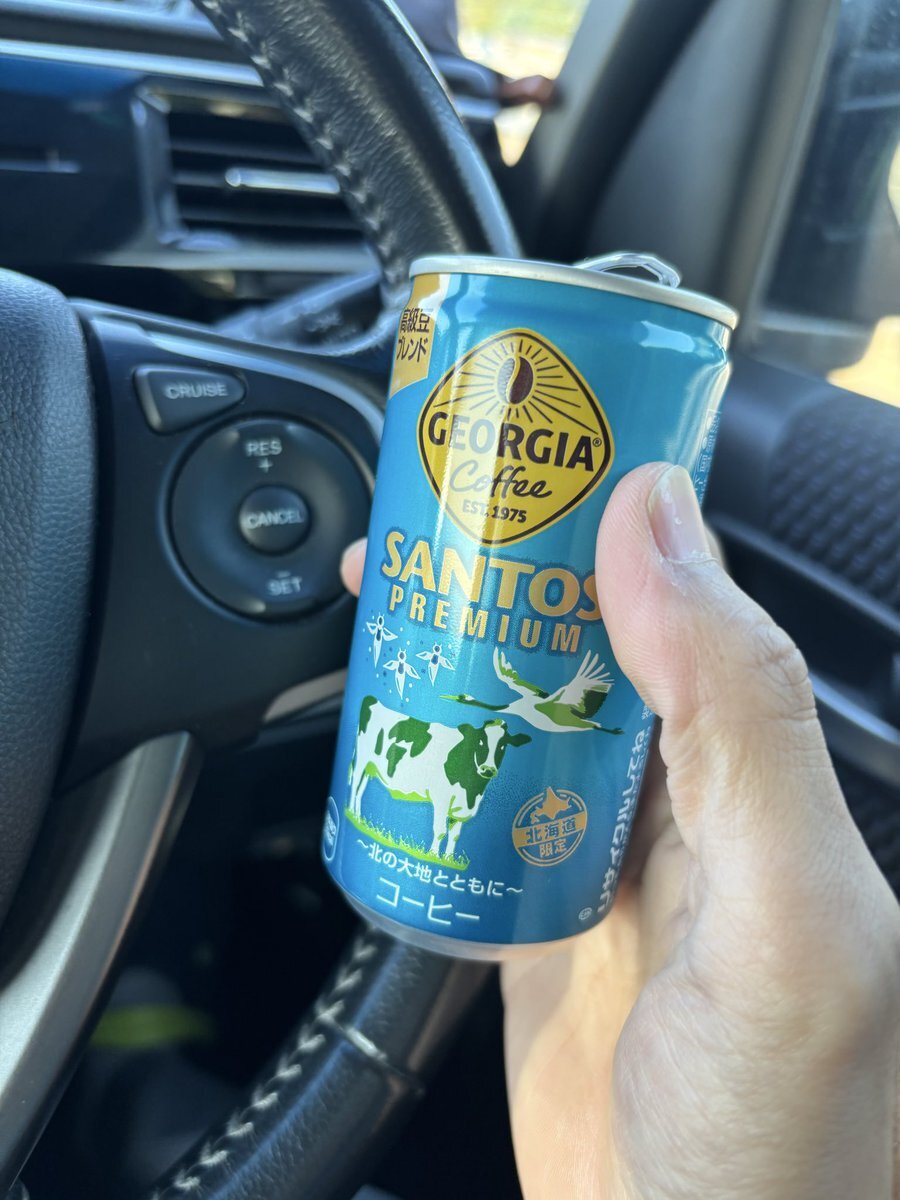 CRUISE
RES
+
CANCEL
−
SET
高級豆
ブレンド
GEORGIA®
Coffee
EST. 1975
SANTOS
PREMIUM
北海道
限定
～北の大地とともに～
コーヒー